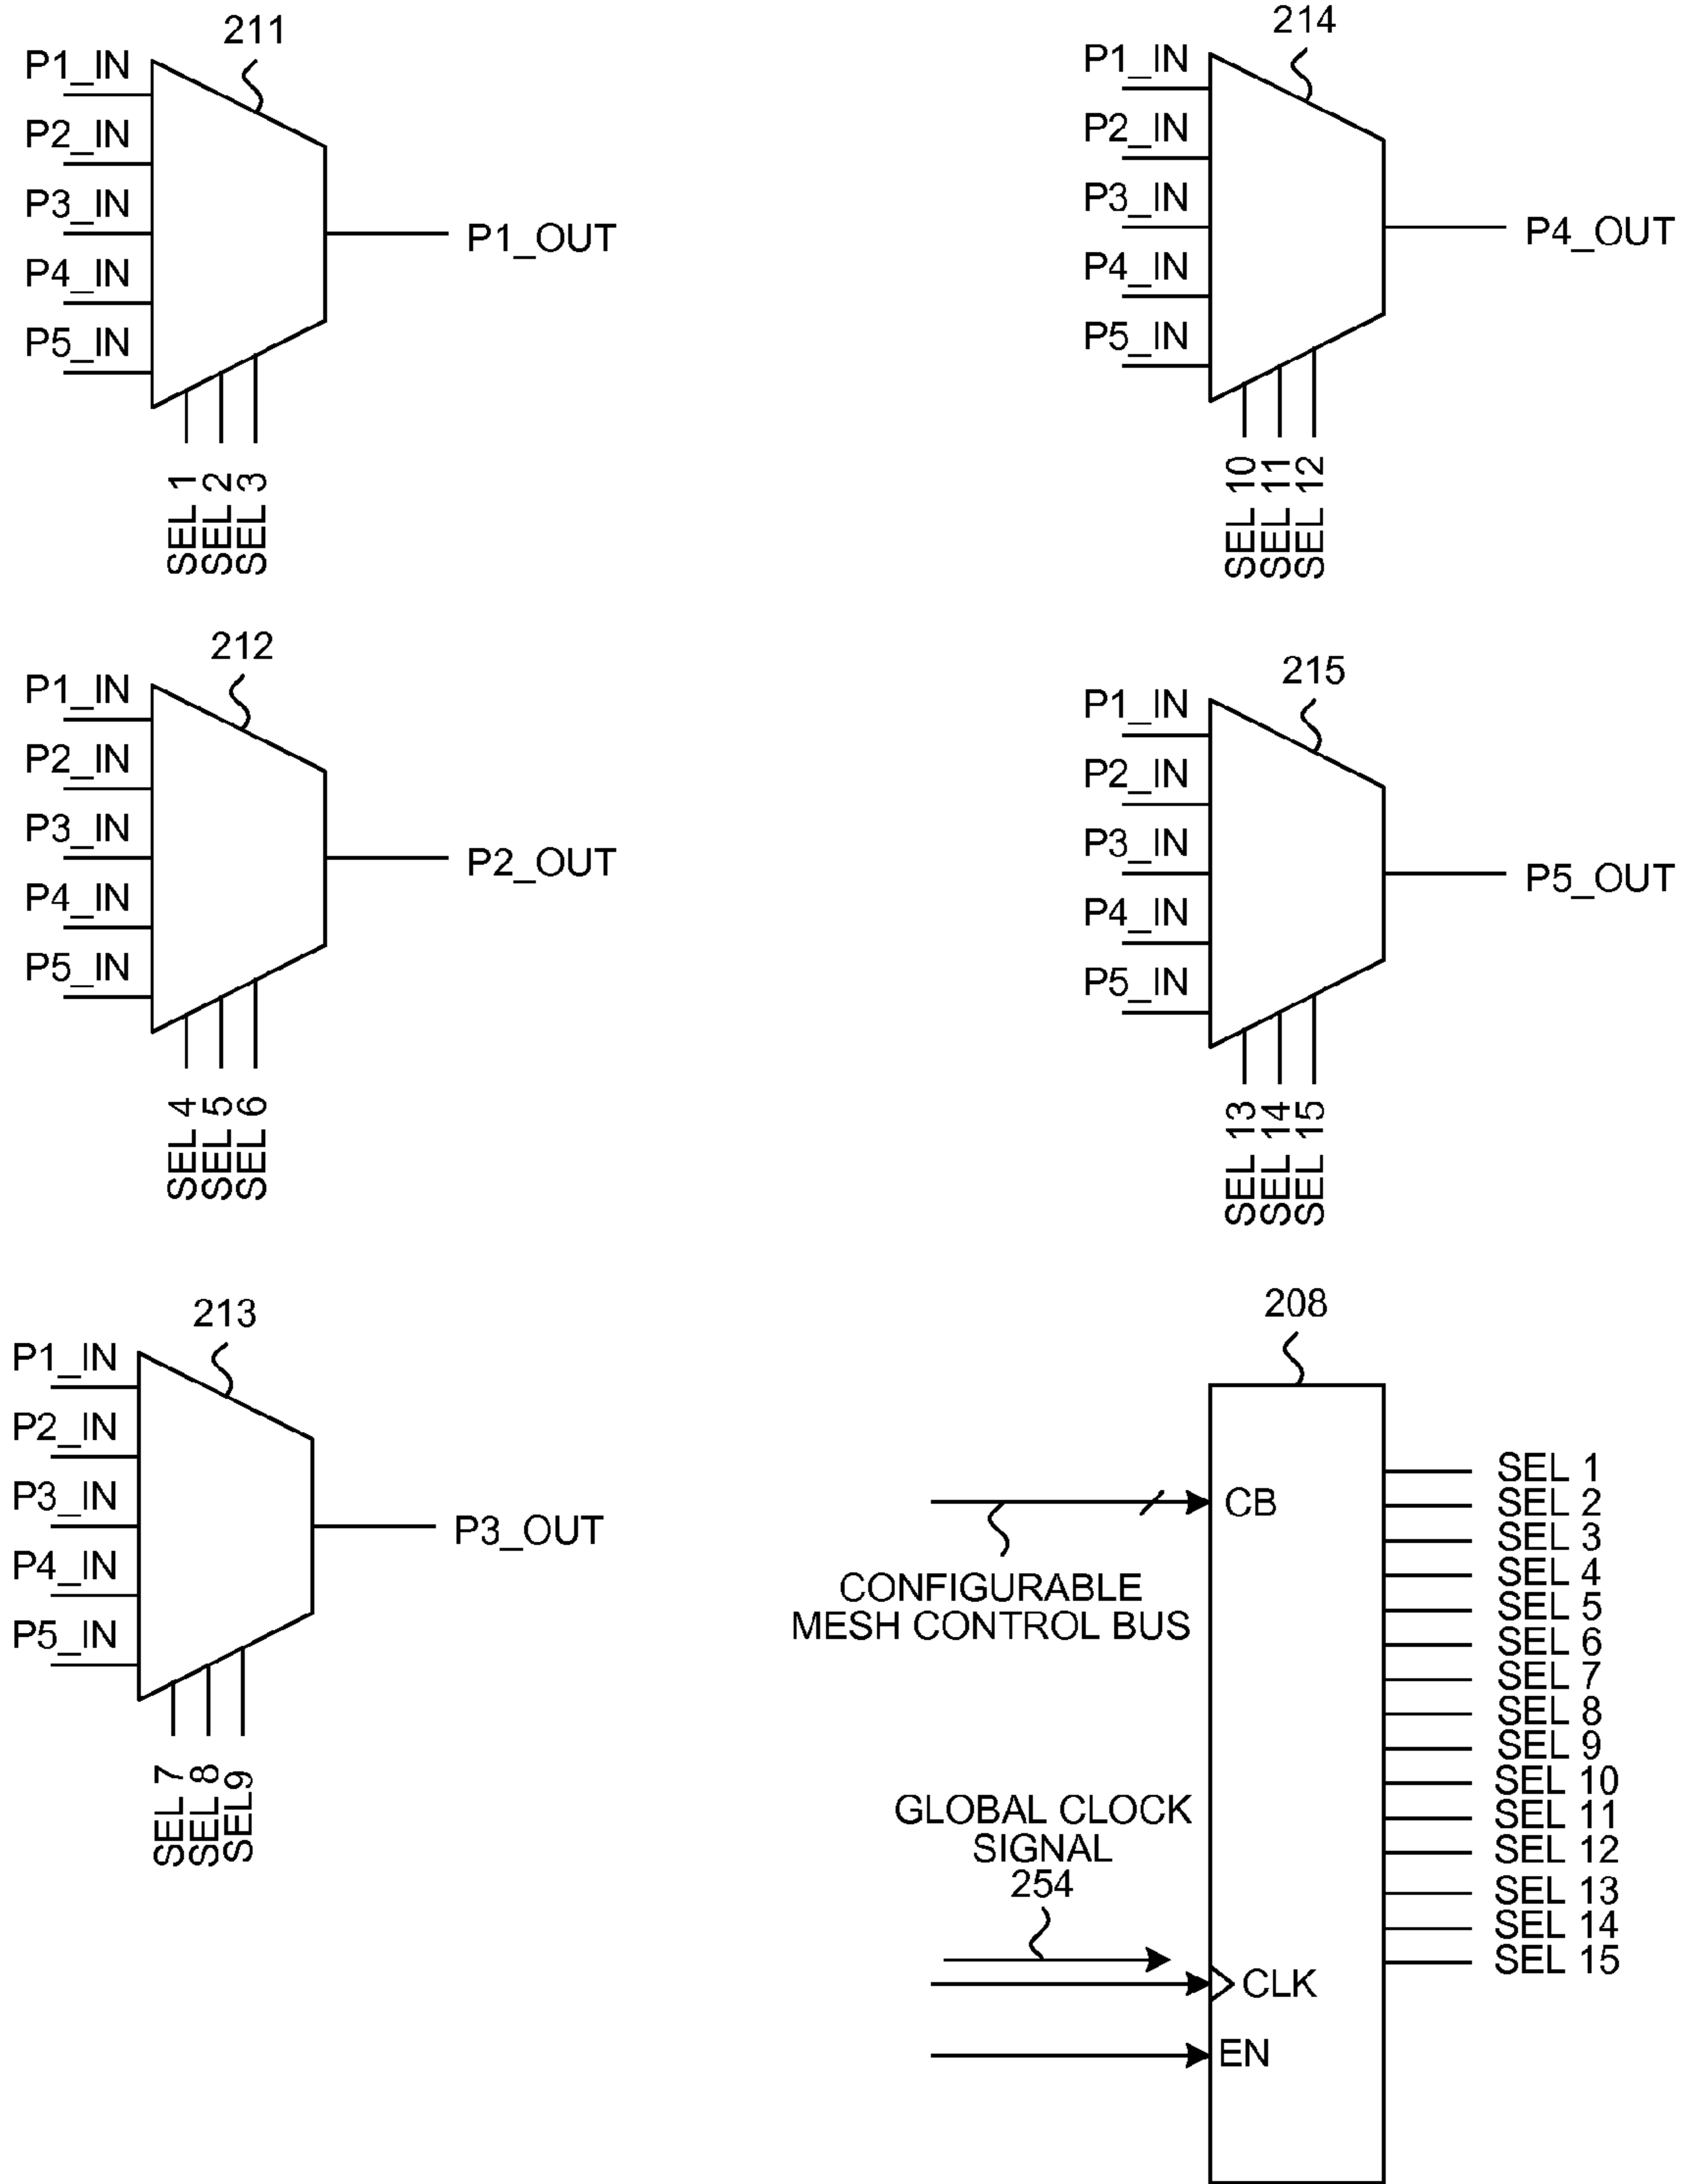 211
P1_IN
P2_IN
P3_IN
P4_IN
P5_IN
P1_OUT
SEL 1
SEL 2
SEL 3
214
P1_IN
P2_IN
P3_IN
P4_IN
P5_IN
P4_OUT
SEL 10
SEL 11
SEL 12
212
P1_IN
P2_IN
P3_IN
P4_IN
P5_IN
P2_OUT
SEL 4
SEL 5
SEL 6
215
P1_IN
P2_IN
P3_IN
P4_IN
P5_IN
P5_OUT
SEL 13
SEL 14
SEL 15
213
P1_IN
P2_IN
P3_IN
P4_IN
P5_IN
P3_OUT
SEL 7
SEL 8
SEL9
208
CB
CONFIGURABLE
MESH CONTROL BUS
GLOBAL CLOCK
SIGNAL
254
CLK
EN
SEL 1
SEL 2
SEL 3
SEL 4
SEL 5
SEL 6
SEL 7
SEL 8
SEL 9
SEL 10
SEL 11
SEL 12
SEL 13
SEL 14
SEL 15